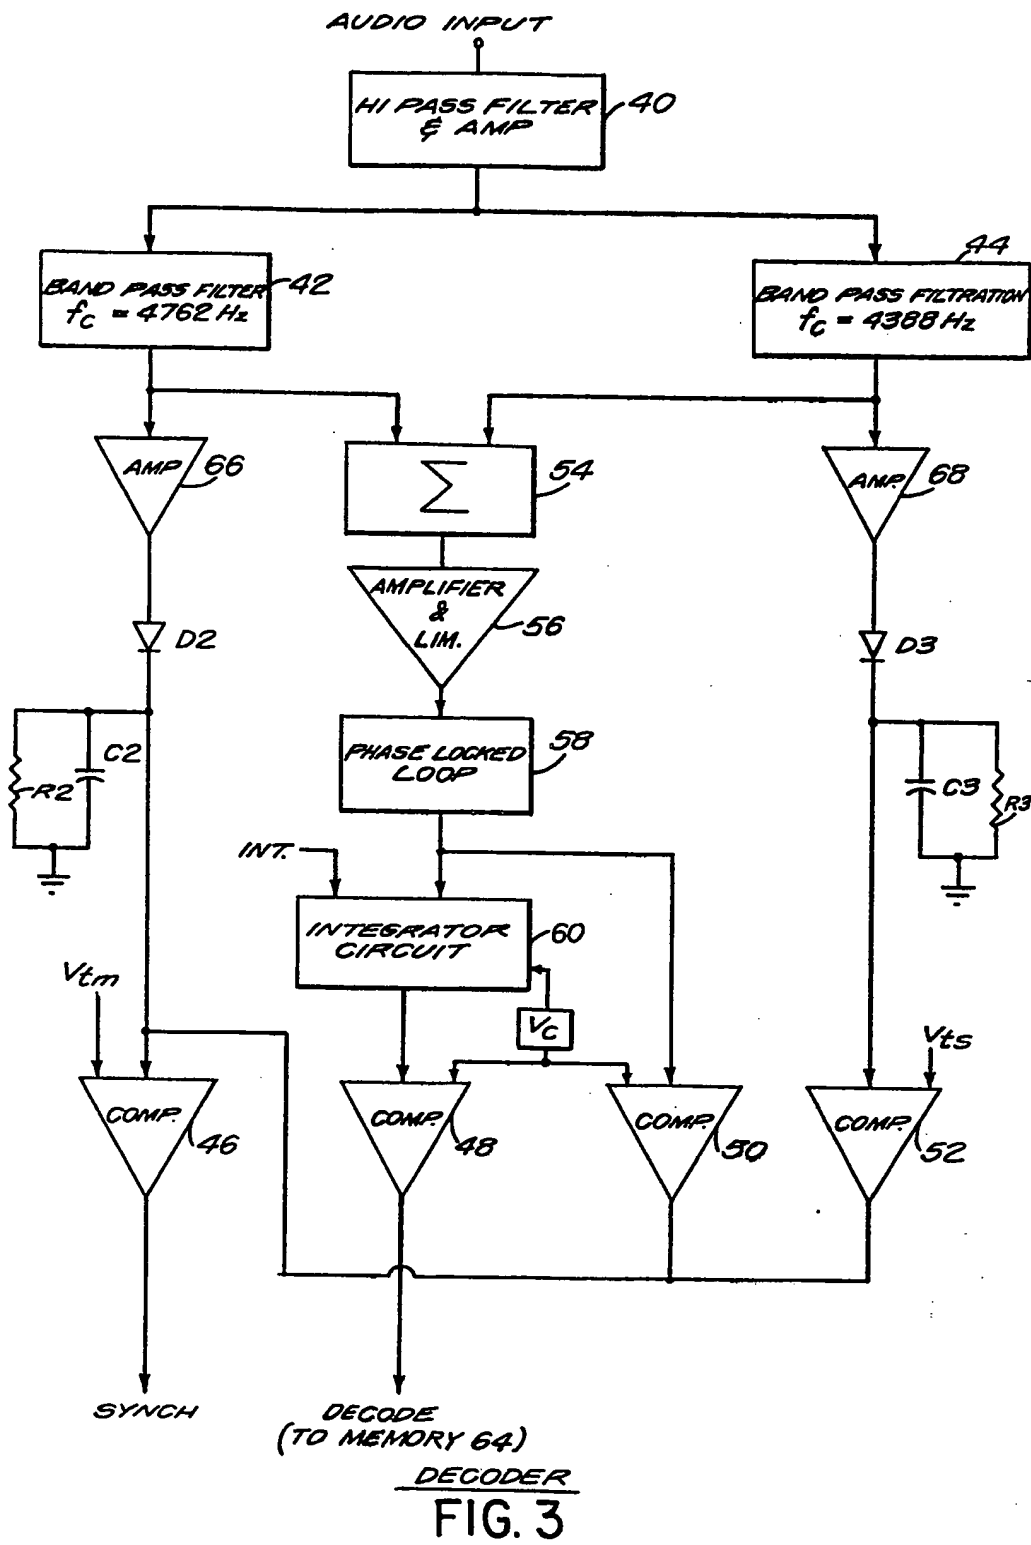 AUDIO INPUT
HI PASS FILTER
& AMP
40
BAND PASS FILTER
fc = 4762 Hz
42
44
BAND PASS FILTRATION
fc = 4388 Hz
AMP
66
Σ
54
AMP.
68
AMPLIFIER
&
LIM.
56
D2
D3
PHASE LOCKED
LOOP
58
C2
R2
C3
R3
INT.
INTEGRATOR
CIRCUIT
60
Vtm
Vc
Vts
COMP.
46
COMP.
48
COMP.
50
COMP.
52
SYNCH
DECODE
(TO MEMORY 64)
DECODER
FIG. 3